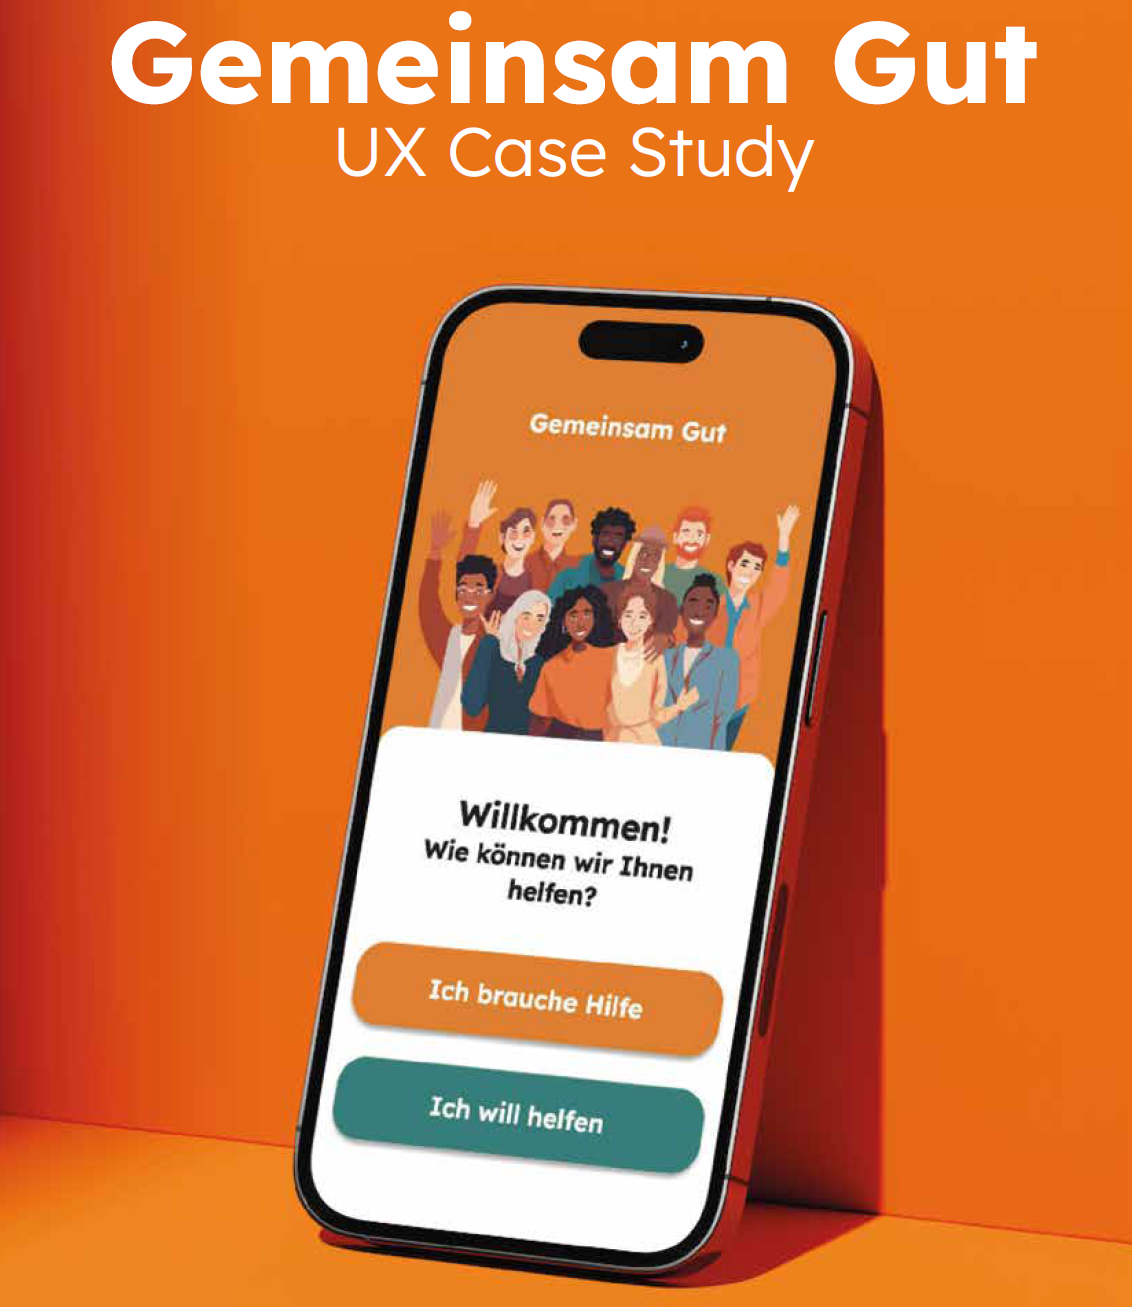 Gemeinsam Gut
UX Case Study
Gemeinsam Gut
Willkommen!
Wie können wir Ihnen
helfen?
Ich brauche Hilfe
Ich will helfen